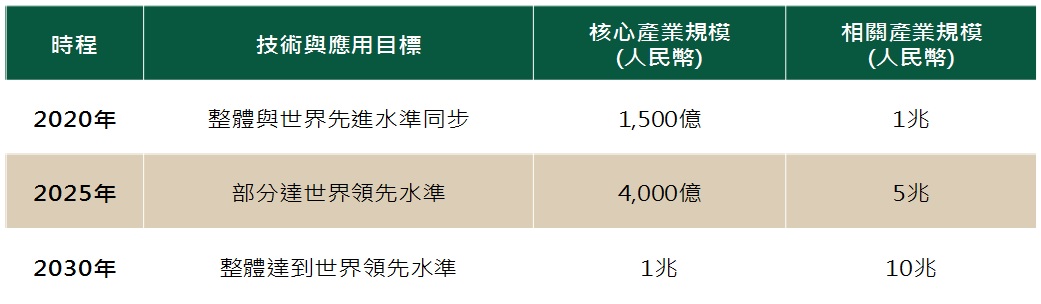 時程 技術與應用目標 核心產業規模 (人民幣) 相關產業規模 (人民幣)
2020年 整體與世界先進水準同步 1,500億 1兆
2025年 部分達世界領先水準 4,000億 5兆
2030年 整體達到世界領先水準 1兆 10兆